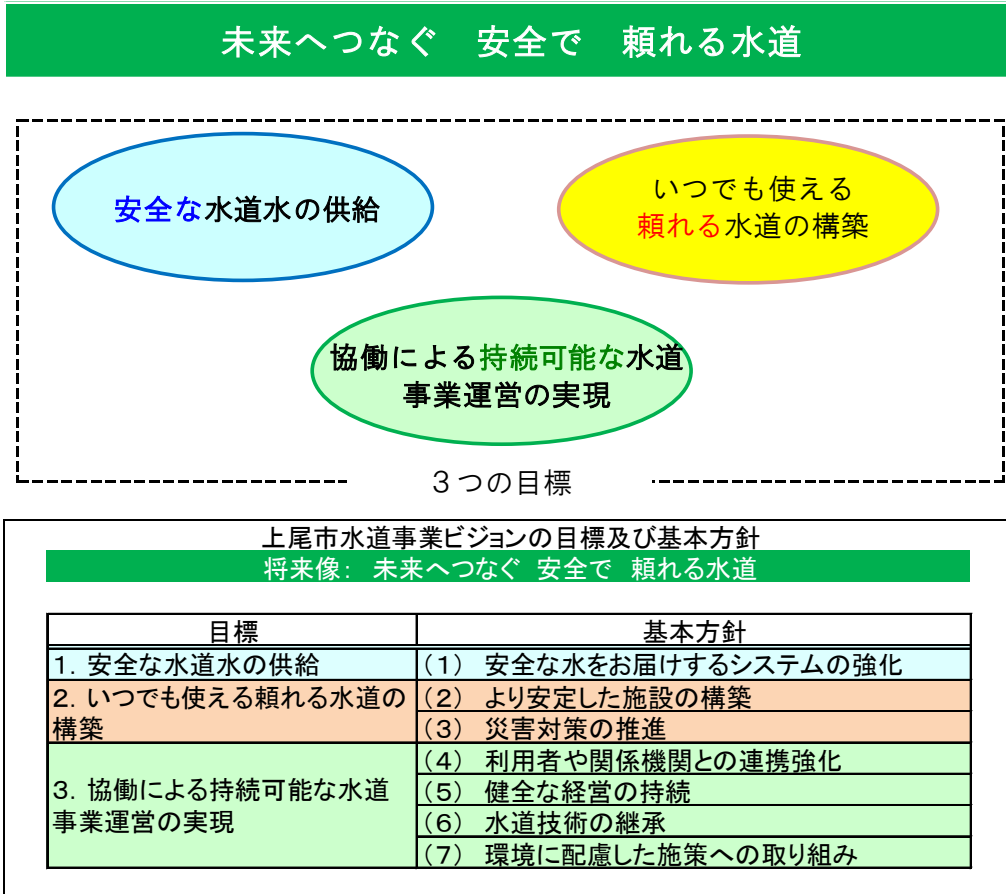 未来へつなぐ　安全で　頼れる水道
安全な水道水の供給
いつでも使える
頼れる水道の構築
協働による持続可能な水道
事業運営の実現
３つの目標
上尾市水道事業ビジョンの目標及び基本方針
将来像：　未来へつなぐ　安全で　頼れる水道
目標　基本方針
1．安全な水道水の供給　（1）　安全な水をお届けするシステムの強化
2．いつでも使える頼れる水道の
構築
（2）　より安定した施設の構築
（3）　災害対策の推進
3．協働による持続可能な水道
事業運営の実現
（4）　利用者や関係機関との連携強化
（5）　健全な経営の持続
（6）　水道技術の継承
（7）　環境に配慮した施策への取り組み